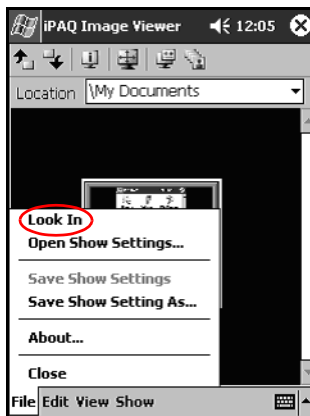 iPAQ Image Viewer 12:05
Location \My Documents
Look In
Open Show Settings...
Save Show Settings
Save Show Setting As...
About...
Close
File Edit View Show